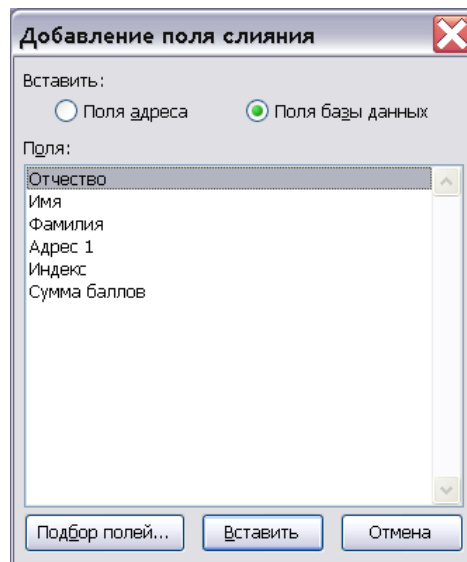 Добавление поля слияния
Вставить:
Поля адреса Поля базы данных
Поля:
Отчество
Имя
Фамилия
Адрес 1
Индекс
Сумма баллов
Подбор полей... Вставить Отмена